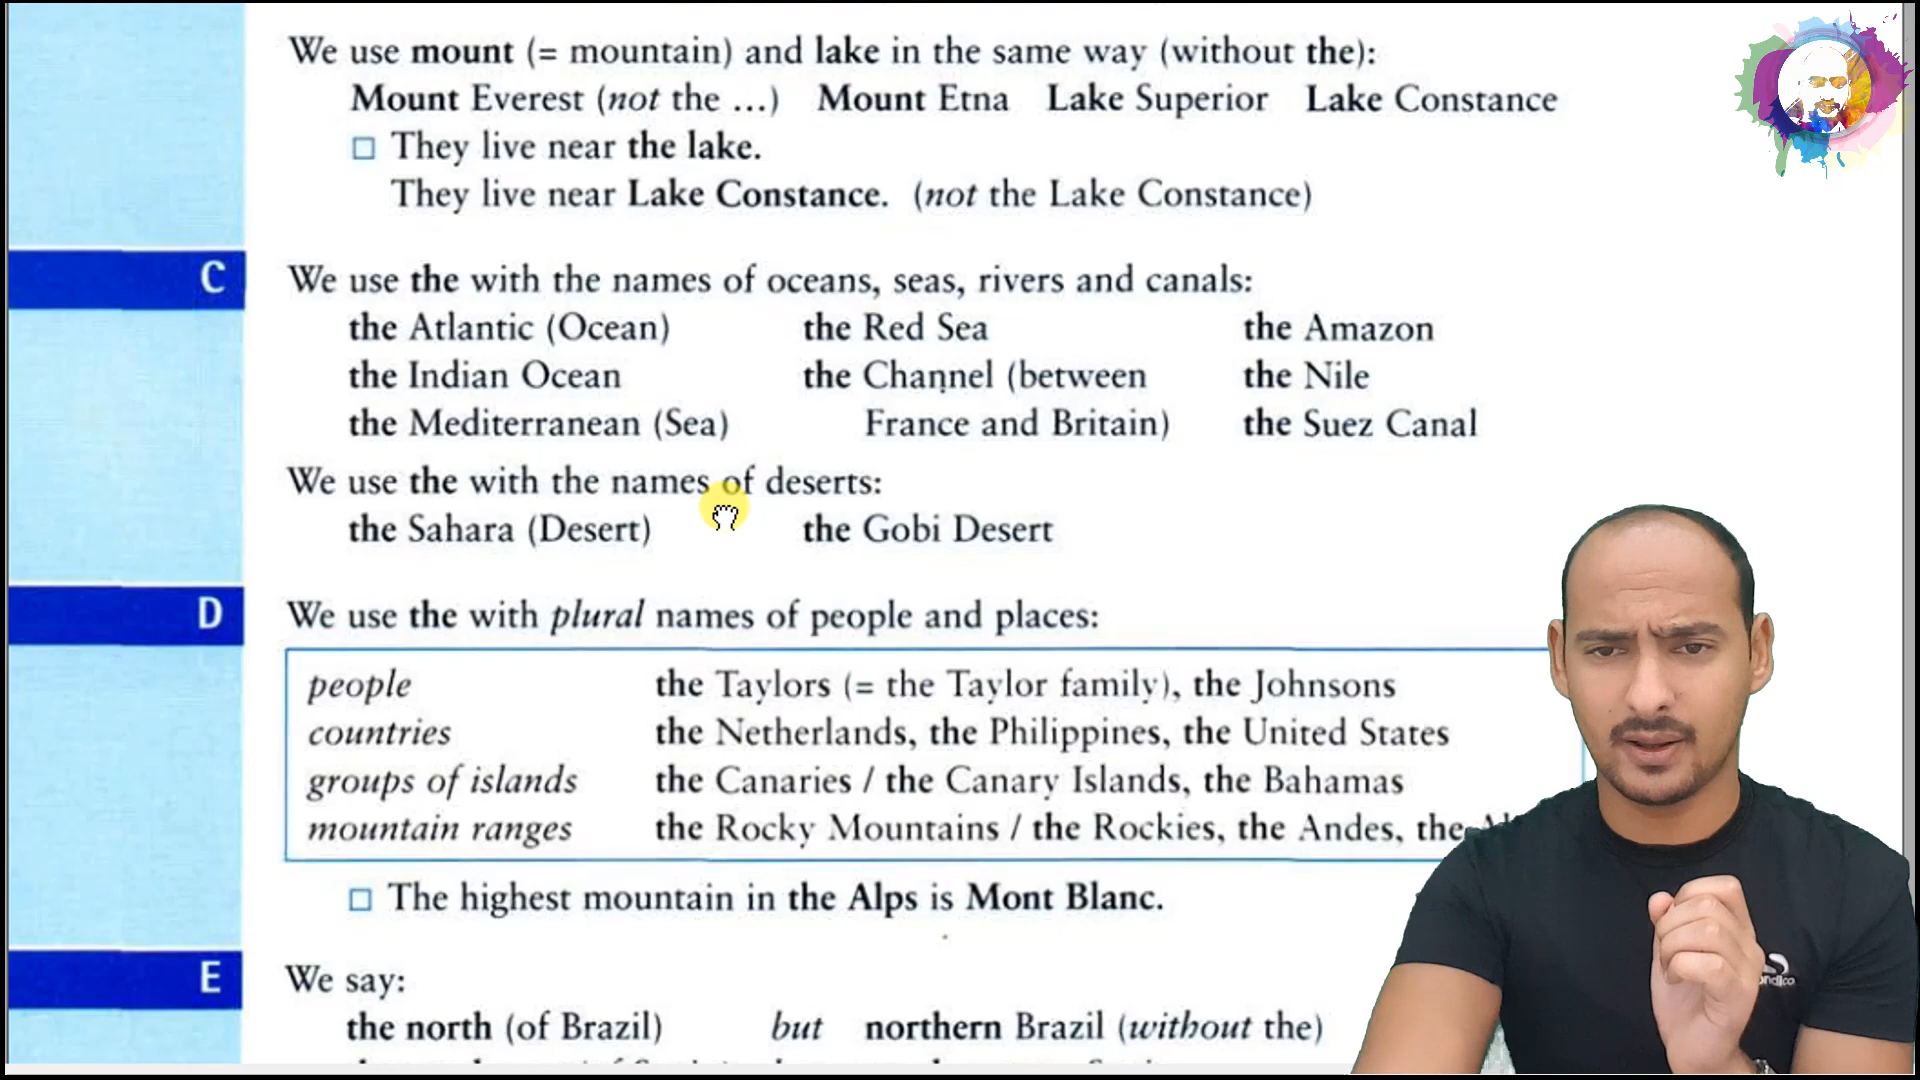 We use mount (= mountain) and lake in the same way (without the):
Mount Everest (not the ...) Mount Etna Lake Superior Lake Constance
They live near the lake.
They live near Lake Constance. (not the Lake Constance)
C
We use the with the names of oceans, seas, rivers and canals:
the Atlantic (Ocean) the Red Sea the Amazon
the Indian Ocean the Channel (between the Nile
the Mediterranean (Sea) France and Britain) the Suez Canal
We use the with the names of deserts:
the Sahara (Desert) the Gobi Desert
D
We use the with plural names of people and places:
people the Taylors (= the Taylor family), the Johnsons
countries the Netherlands, the Philippines, the United States
groups of islands the Canaries / the Canary Islands, the Bahamas
mountain ranges the Rocky Mountains / the Rockies, the Andes, the
The highest mountain in the Alps is Mont Blanc.
E
We say:
the north (of Brazil) but northern Brazil (without the)